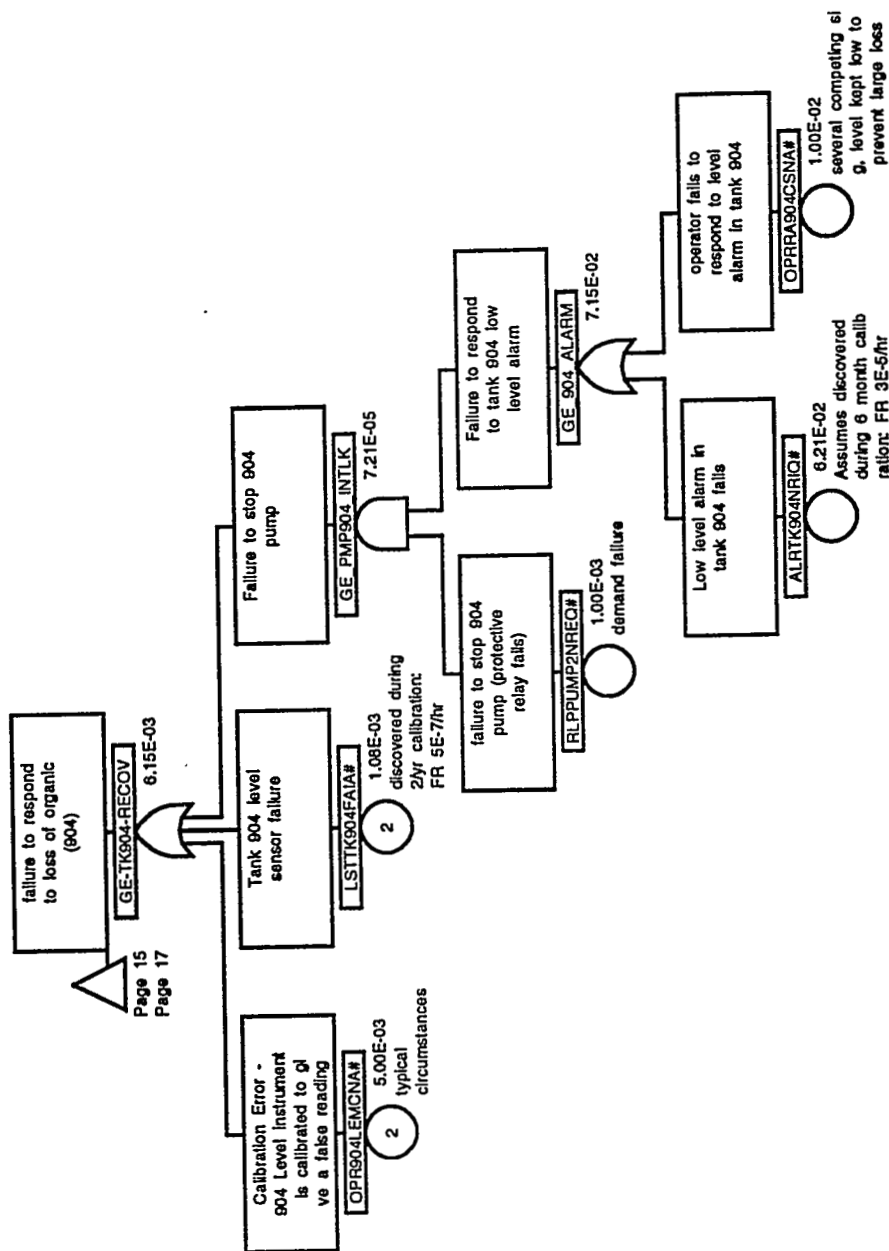 failure to respond
to loss of organic
(904)
GE-TK904-RECOV
6.15E-03
Page 15
Page 17
Calibration Error -
904 Level Instrument
is calibrated to gi
ve a false reading
OPR904LEMCNA#
2
5.00E-03
typical
circumstances
Tank 904 level
sensor failure
LSTTK904FAIA#
2
1.08E-03
discovered during
2/yr calibration:
FR 5E-7/hr
Failure to stop 904
pump
GE_PMP904_INTLK
7.21E-05
failure to stop 904
pump (protective
relay fails)
RLPPUMP2NREQ#
1.00E-03
demand failure
Failure to respond
to tank 904 low
level alarm
GE_904_ALARM
7.15E-02
Low level alarm in
tank 904 fails
ALRTK904NRIQ#
6.21E-02
Assumes discovered
during 6 month calib
ration: FR 3E-5/hr
operator fails to
respond to level
alarm in tank 904
OPRRA904CSNA#
1.00E-02
several competing si
g, level kept low to
prevent large loss